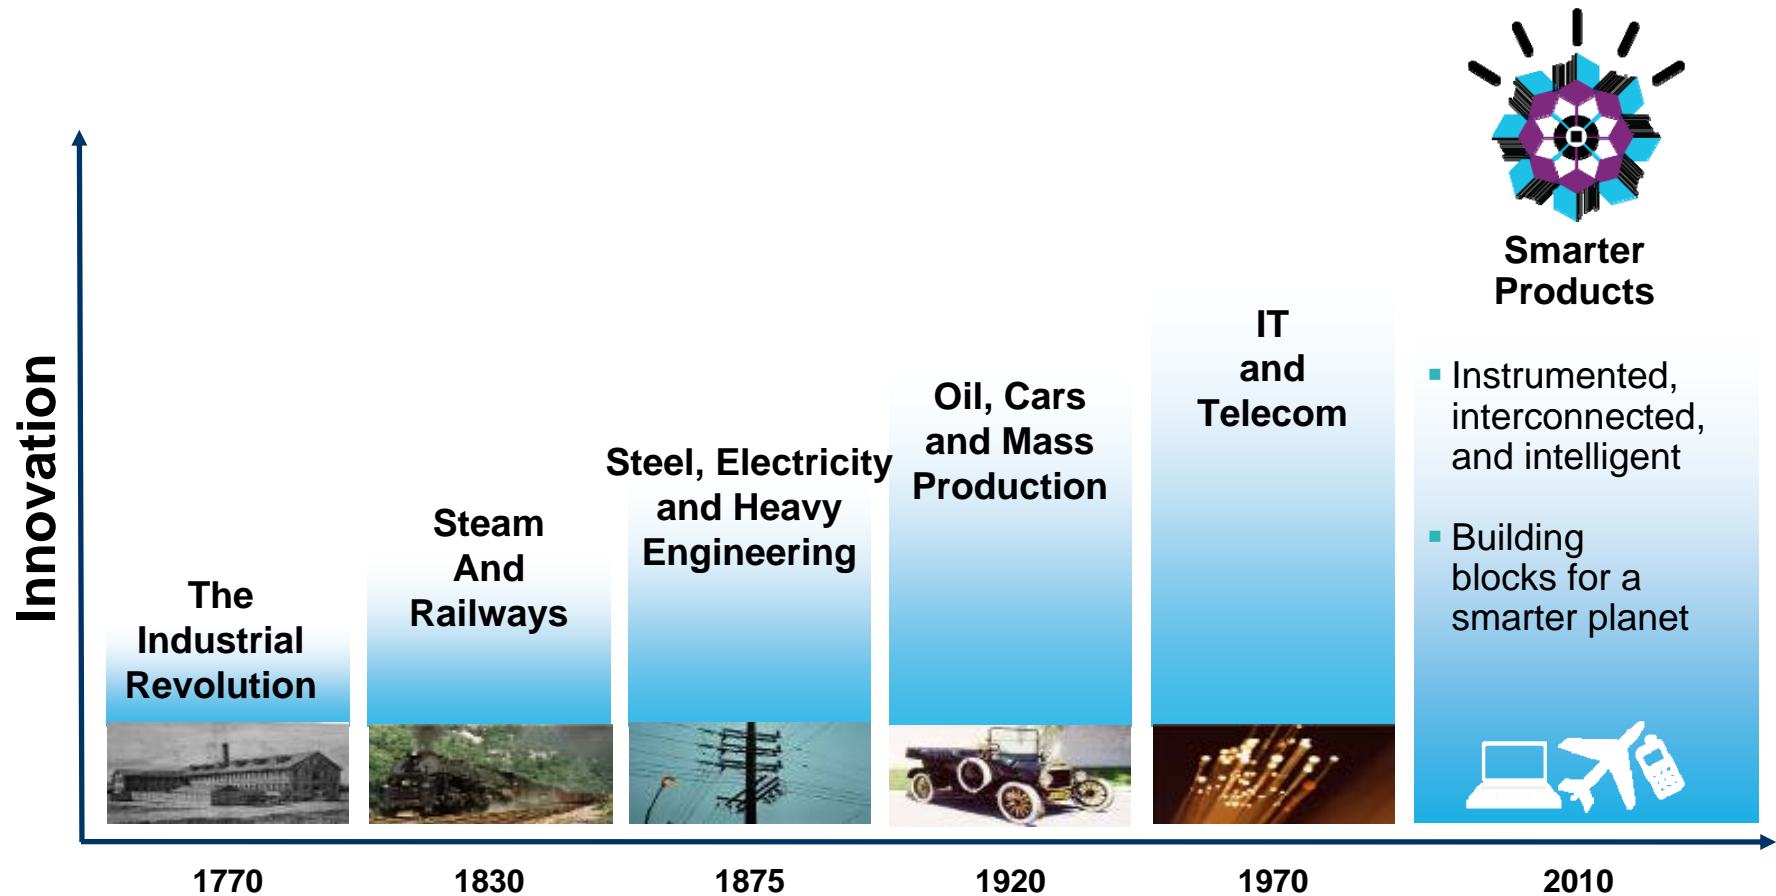 Innovation
The
Industrial
Revolution
Steam
And
Railways
Steel, Electricity
and Heavy
Engineering
Oil, Cars
and Mass
Production
IT
and
Telecom
Smarter
Products
▪ Instrumented,
interconnected,
and intelligent
▪ Building
blocks for a
smarter planet
1770
1830
1875
1920
1970
2010